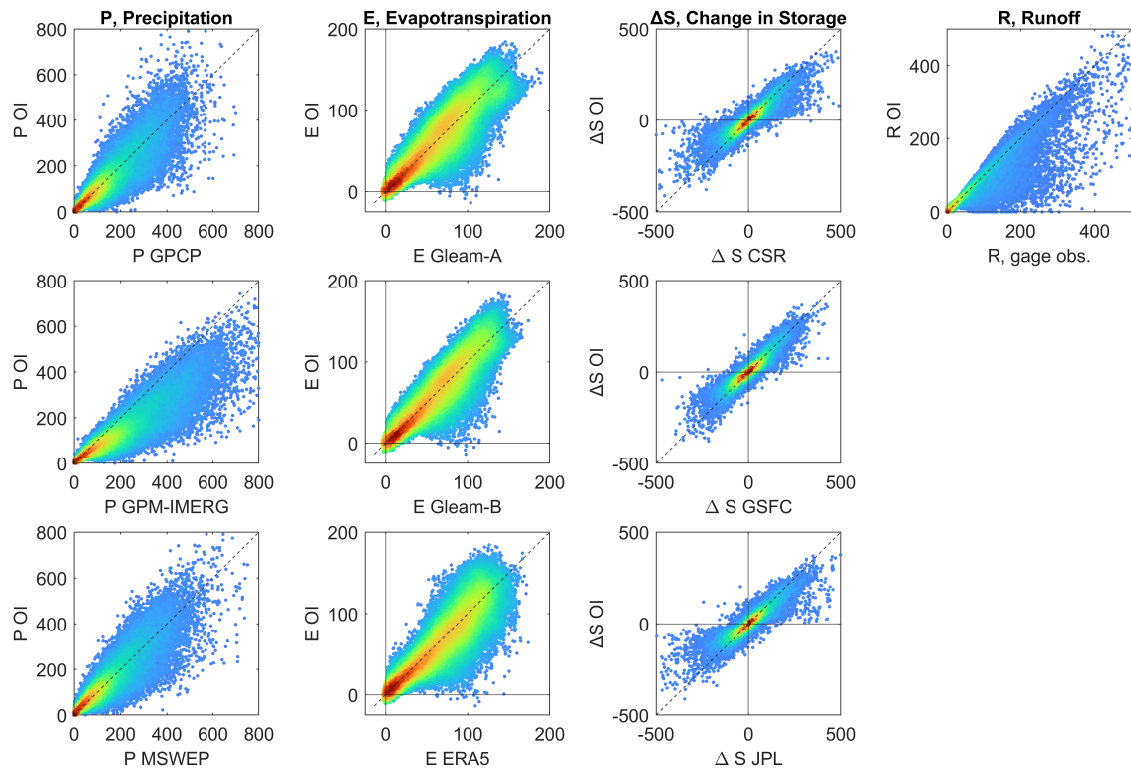 P, Precipitation
E, Evapotranspiration
ΔS, Change in Storage
R, Runoff
800
600
400
200
0
P OI
0 200 400 600 800
P GPCP
200
100
0
E OI
0 100 200
E Gleam-A
500
0
-500
ΔS OI
-500 0 500
Δ S CSR
400
200
0
R OI
0 200 400
R, gage obs.
800
600
400
200
0
P OI
0 200 400 600 800
P GPM-IMERG
200
100
0
E OI
0 100 200
E Gleam-B
500
0
-500
ΔS OI
-500 0 500
Δ S GSFC
800
600
400
200
0
P OI
0 200 400 600 800
P MSWEP
200
100
0
E OI
0 100 200
E ERA5
500
0
-500
ΔS OI
-500 0 500
Δ S JPL